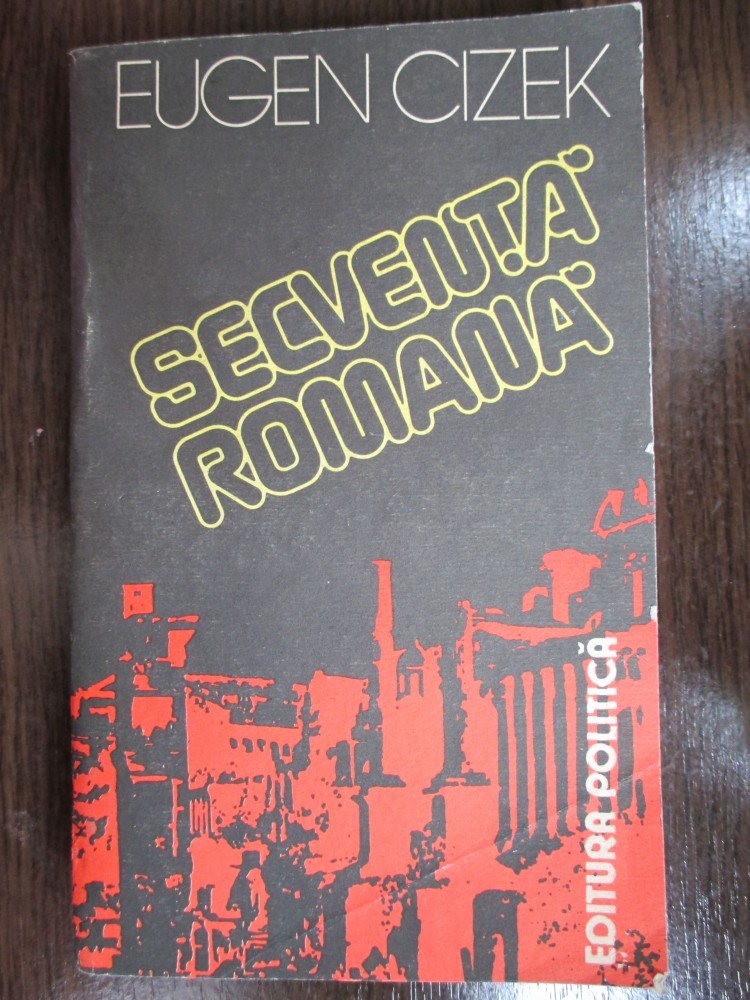 EUGEN CIZEK
SECVENȚĂ
ROMANĂ
EDITURA POLITICĂ